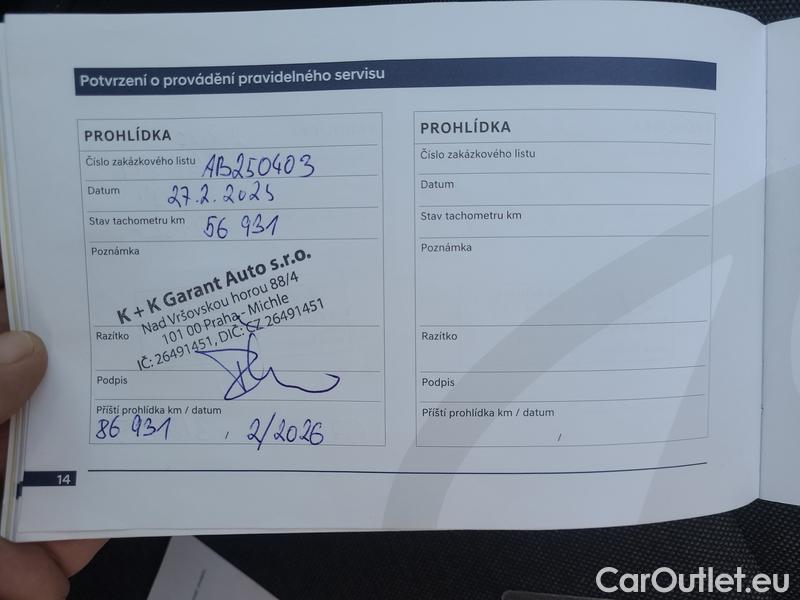 Potvrzení o provádění pravidelného servisu
PROHLÍDKA
Číslo zakázkového listu AB250403
Datum 27.2.2025
Stav tachometru km 56 931
Poznámka
K + K Garant Auto s.r.o.
Nad Vršovskou horou 88/4
101 00 Praha - Michle
IČ: 26491451, DIČ: CZ 26491451
Razítko
Podpis
Příští prohlídka km / datum
86 931 / 2/2026
PROHLÍDKA
Číslo zakázkového listu
Datum
Stav tachometru km
Poznámka
Razítko
Podpis
Příští prohlídka km / datum
/
14
CarOutlet.eu